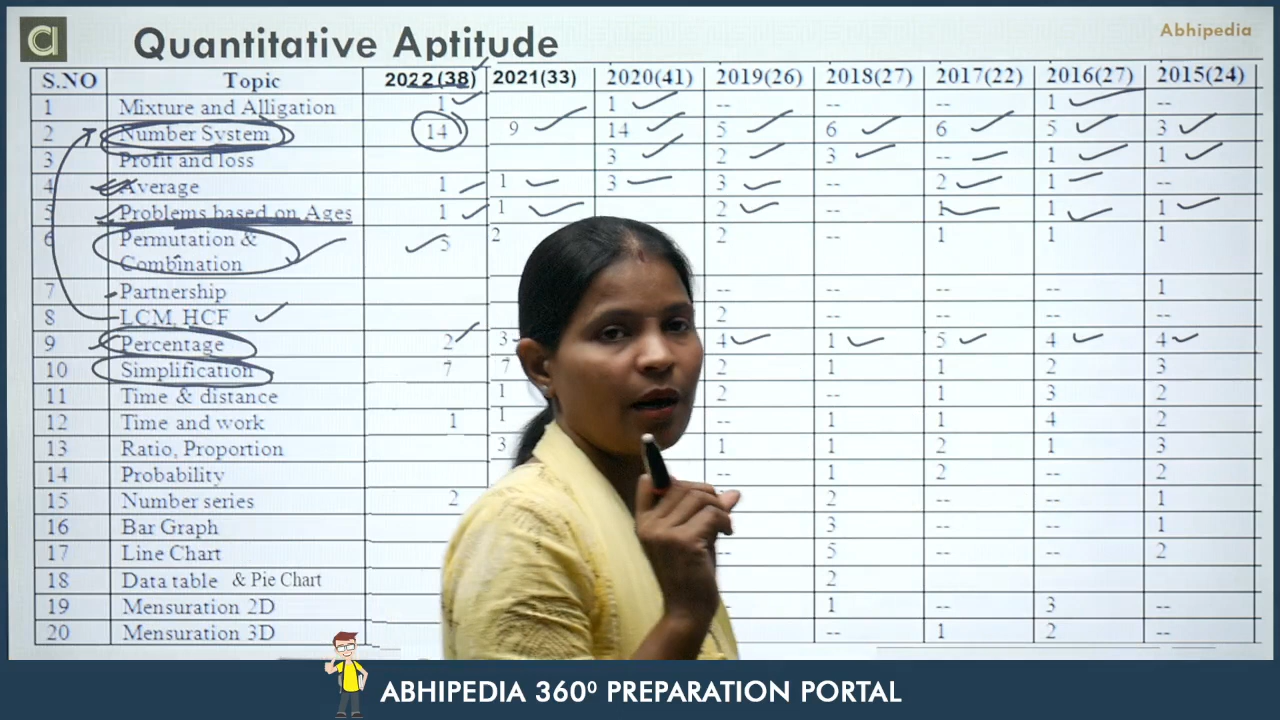 Abhipedia
Quantitative Aptitude
S.NO Topic 2022(38) 2021(33) 2020(41) 2019(26) 2018(27) 2017(22) 2016(27) 2015(24)
1 Mixture and Alligation 1 1 -- -- -- 1 --
2 Number System 14 9 14 5 6 6 5 3
3 Profit and loss 3 2 3 -- 1 1
4 Average 1 1 3 3 -- 2 1 --
5 Problems based on Ages 1 1 2 -- 1 1 1
6 Permutation & 2 2 -- 1 1 1
Combination
7 Partnership -- -- -- -- 1
8 LCM, HCF 2 -- -- -- --
9 Percentage 2 3 4 1 5 4 4
10 Simplification 7 7 2 1 1 2 3
11 Time & distance 1 2 -- 1 3 2
12 Time and work 1 1 1 1 4 2
13 Ratio, Proportion 3 1 1 2 1 3
14 Probability -- 1 2 -- 2
15 Number series 2 2 -- -- 1
16 Bar Graph 3 -- -- 1
17 Line Chart -- 5 -- -- 2
18 Data table & Pie Chart 2
19 Mensuration 2D 1 -- 3 --
20 Mensuration 3D -- 1 2 --
ABHIPEDIA 360⁰ PREPARATION PORTAL